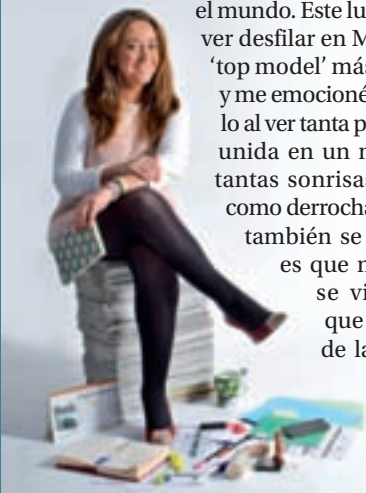 el mundo. Este lu
ver desfilar en M
‘top model’ más
y me emocioné
lo al ver tanta p
unida en un m
tantas sonrisas
como derrocha
también se
es que n
se vi
que
de la